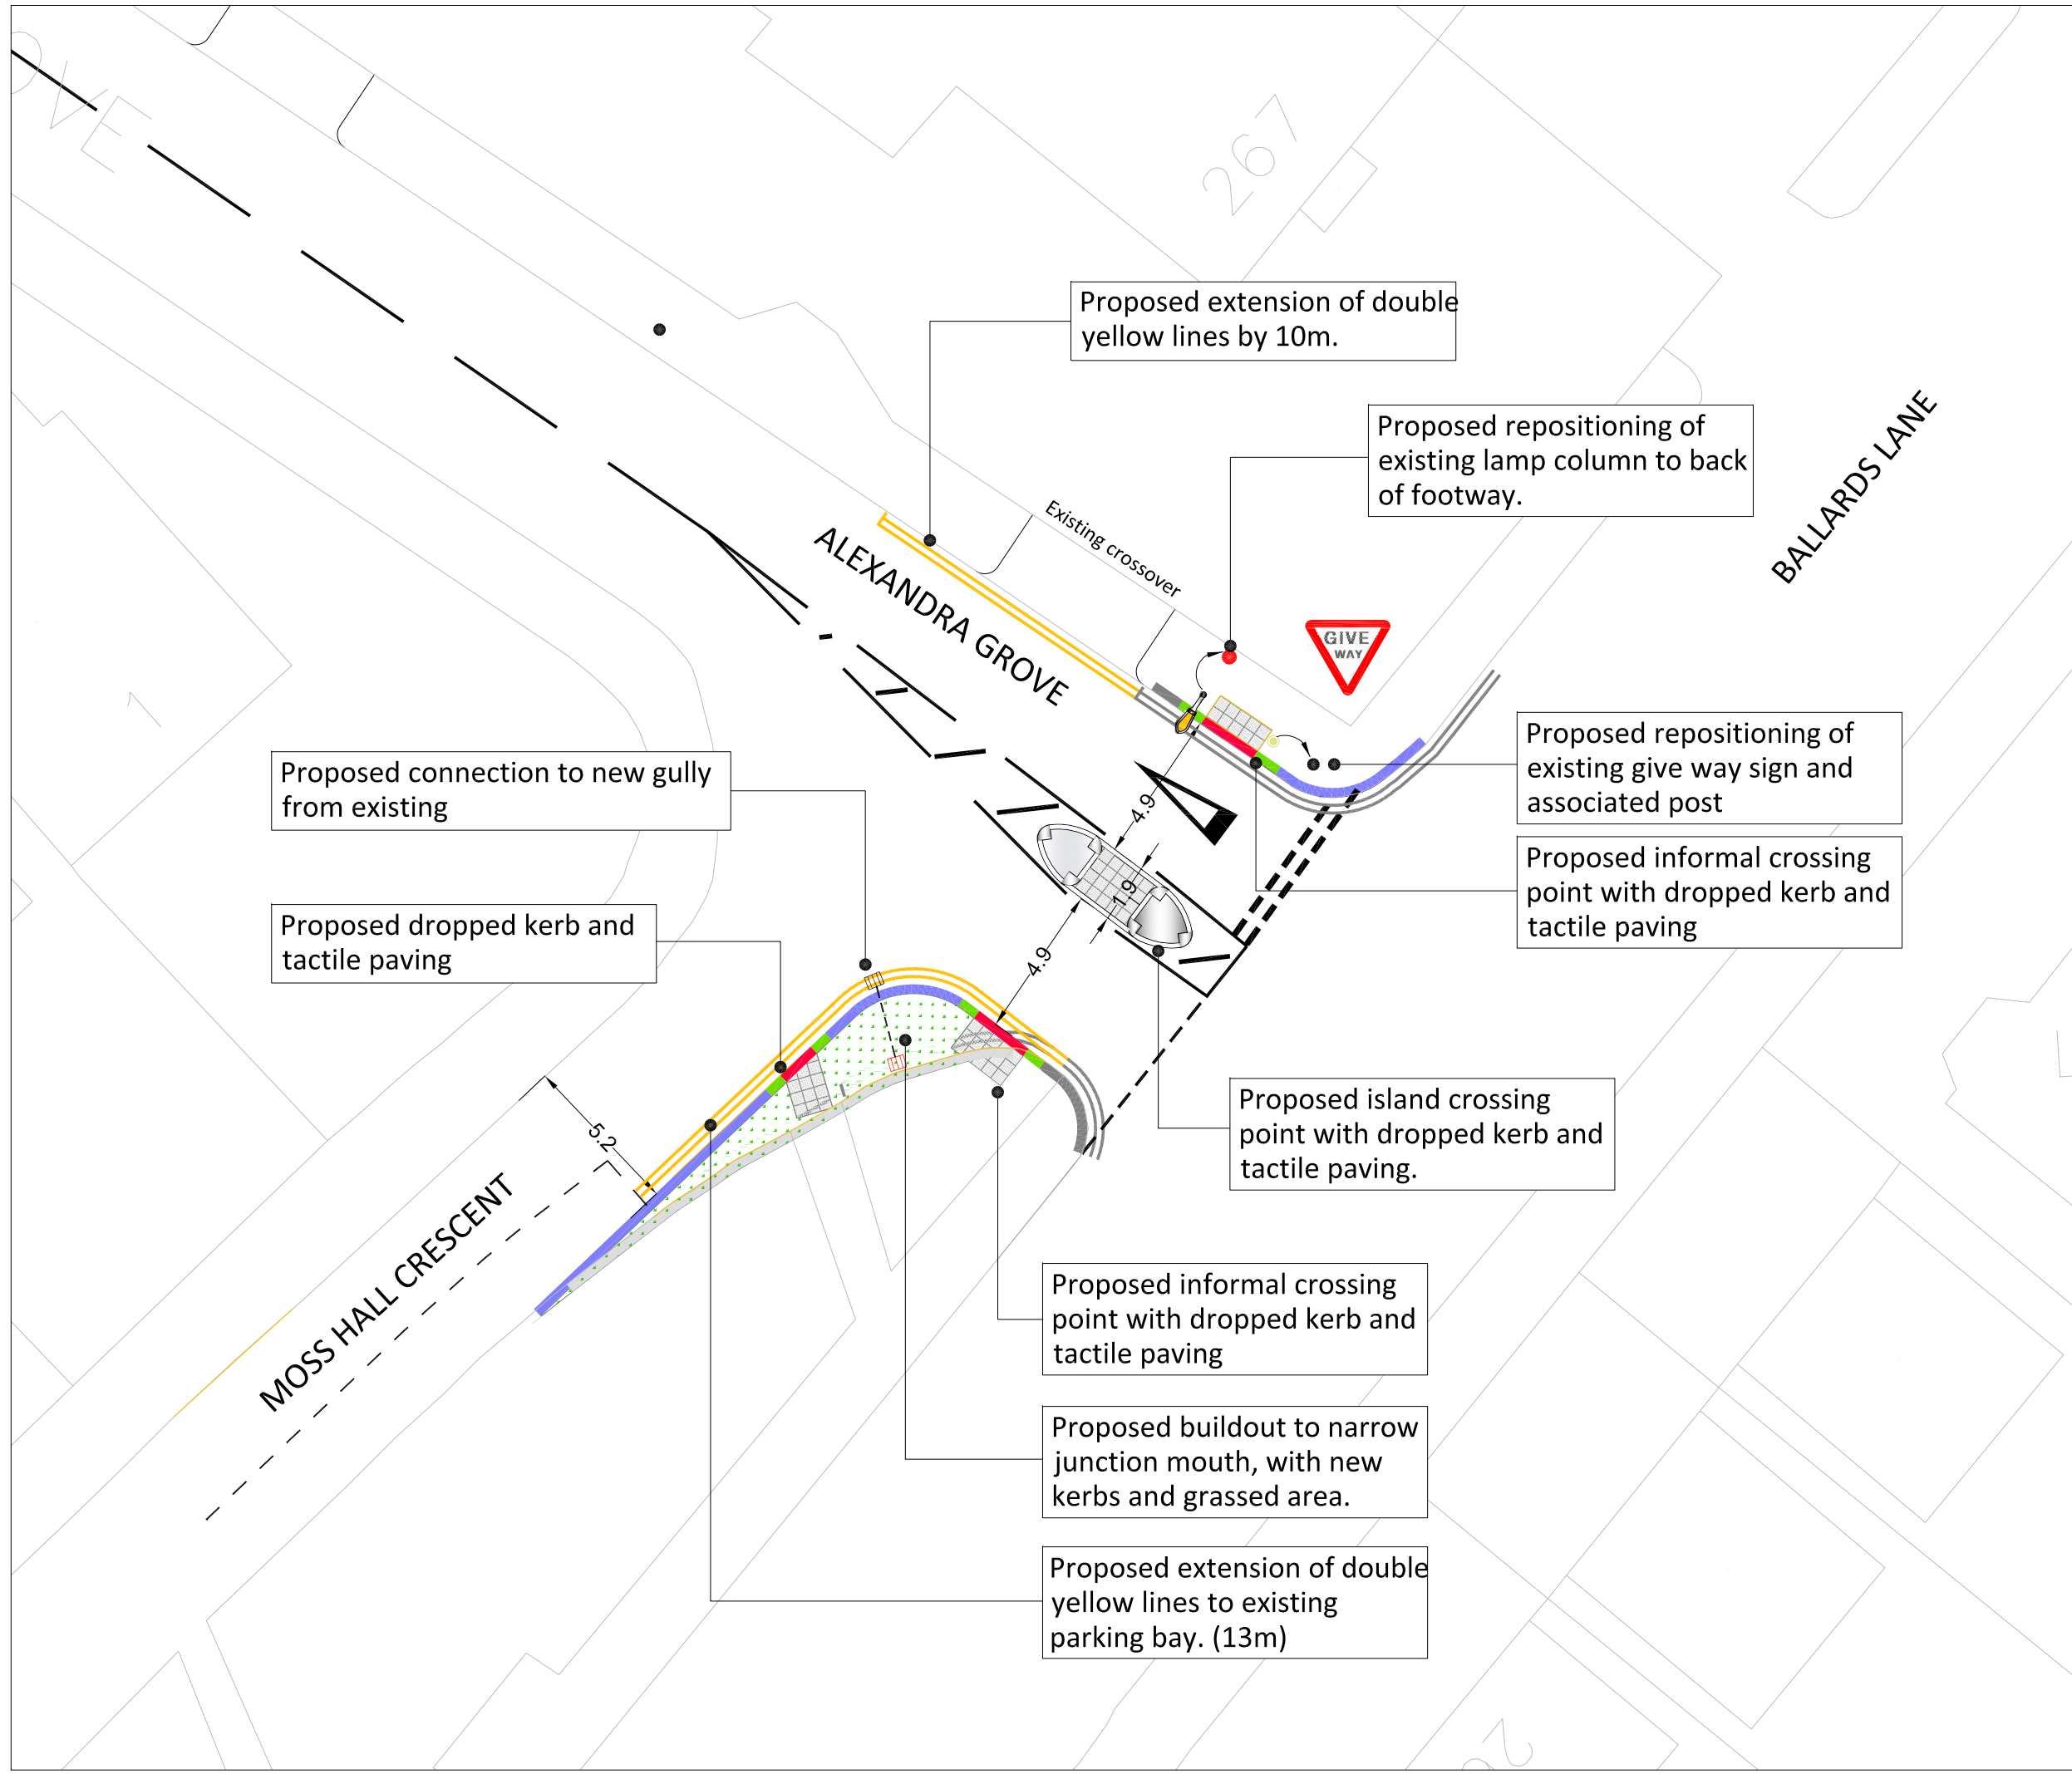 OVE
267
Proposed extension of double
yellow lines by 10m.
Proposed repositioning of
existing lamp column to back
of footway.
BALLARDS LANE
Existing crossover
ALEXANDRA GROVE
GIVE
WAY
Proposed repositioning of
existing give way sign and
associated post
Proposed connection to new gully
from existing
4.9
1.9
4.9
Proposed informal crossing
point with dropped kerb and
tactile paving
Proposed dropped kerb and
tactile paving
1
Proposed island crossing
point with dropped kerb and
tactile paving.
5.2
MOSS HALL CRESCENT
Proposed informal crossing
point with dropped kerb and
tactile paving
Proposed buildout to narrow
junction mouth, with new
kerbs and grassed area.
Proposed extension of double
yellow lines to existing
parking bay. (13m)